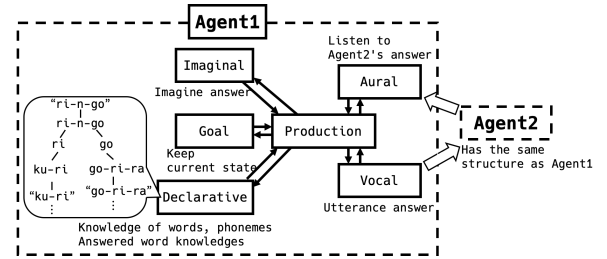 Agent1
Imaginal
Imagine answer
Listen to
Agent2's answer
Aural
Goal
Keep
current state
Production
Agent2
Has the same
structure as Agent1
Vocal
Utterance answer
Declarative
Knowledge of words, phonemes
Answered word knowledges
“ri-n-go”
ri-n-go
ri go
ku-ri go-ri-ra
“ku-ri” “go-ri-ra”
⋮ ⋮